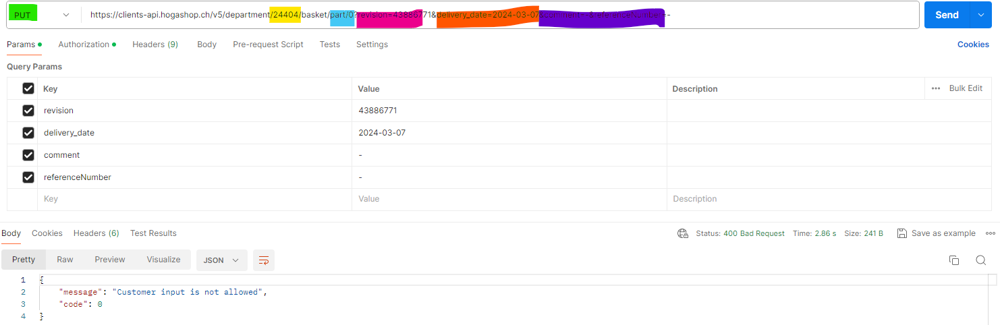 PUT https://clients-api.hogashop.ch/v5/department/24404/basket/part/0?revision=43886771&delivery_date=2024-03-07&comment=-&referenceNumber=- Send
Params Authorization Headers (9) Body Pre-request Script Tests Settings Cookies
Query Params
Key Value Description Bulk Edit
revision 43886771
delivery_date 2024-03-07
comment -
referenceNumber -
Key Value Description
Body Cookies Headers (6) Test Results Status: 400 Bad Request Time: 2.86 s Size: 241 B Save as example
Pretty Raw Preview Visualize JSON
1 {
2 "message": "Customer input is not allowed",
3 "code": 0
4 }